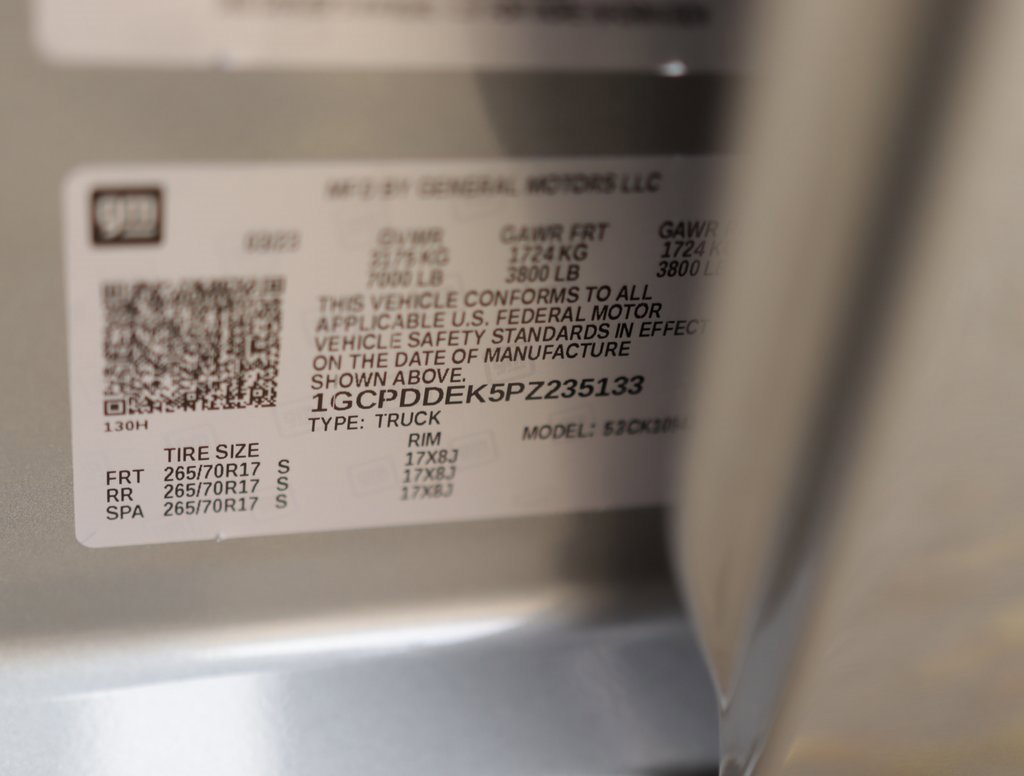 gm
MFD BY GENERAL MOTORS LLC
GVWR GAWR FRT GAWR
3175 KG 1724 KG 1724
7000 LB 3800 LB 3800
THIS VEHICLE CONFORMS TO ALL
APPLICABLE U.S. FEDERAL MOTOR
VEHICLE SAFETY STANDARDS IN EFFECT
ON THE DATE OF MANUFACTURE
SHOWN ABOVE.
1GCPDDEK5PZ235133
130H
TYPE: TRUCK
MODEL:
TIRE SIZE RIM
FRT 265/70R17 S 17X8J
RR 265/70R17 S 17X8J
SPA 265/70R17 S 17X8J